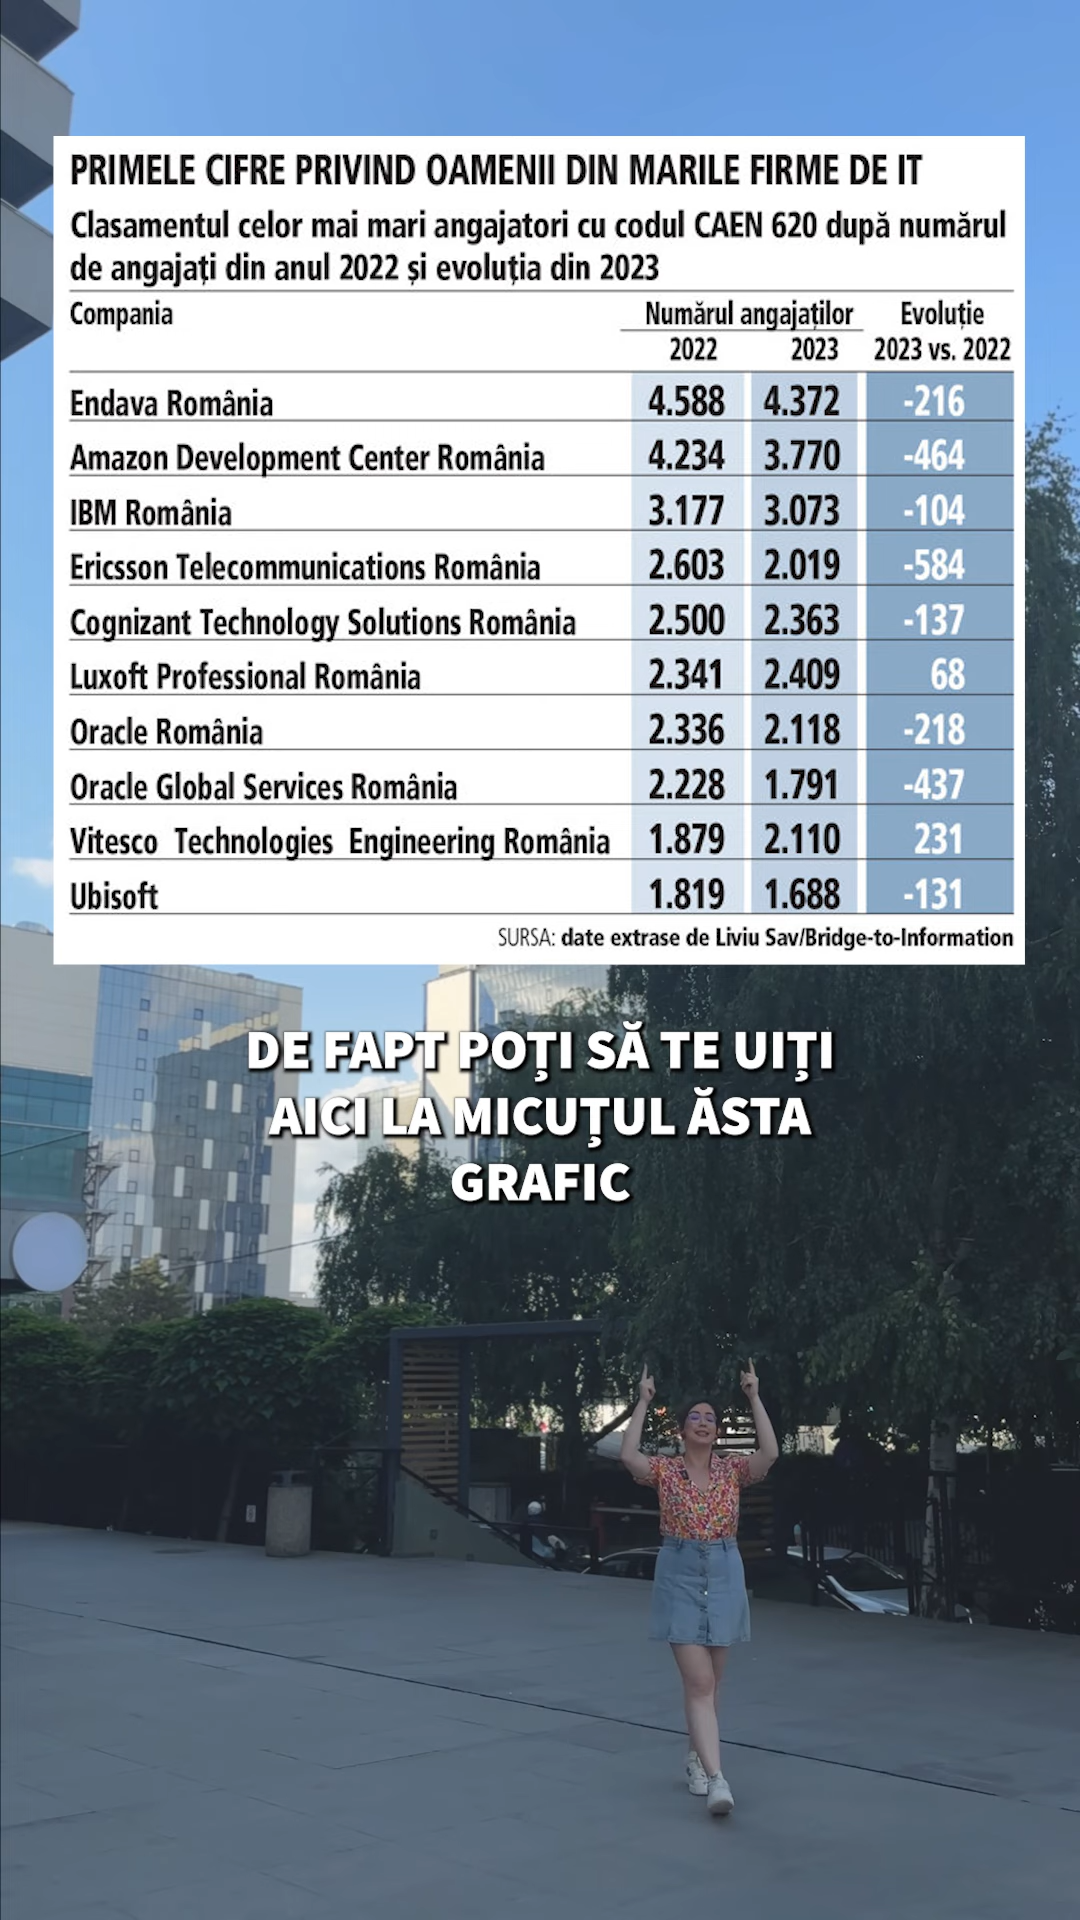 PRIMELE CIFRE PRIVIND OAMENII DIN MARILE FIRME DE IT
Clasamentul celor mai mari angajatori cu codul CAEN 620 după numărul
de angajați din anul 2022 și evoluția din 2023
Compania Numărul angajaților Evoluție
2022 2023 2023 vs. 2022
Endava România 4.588 4.372 -216
Amazon Development Center România 4.234 3.770 -464
IBM România 3.177 3.073 -104
Ericsson Telecommunications România 2.603 2.019 -584
Cognizant Technology Solutions România 2.500 2.363 -137
Luxoft Professional România 2.341 2.409 68
Oracle România 2.336 2.118 -218
Oracle Global Services România 2.228 1.791 -437
Vitesco Technologies Engineering România 1.879 2.110 231
Ubisoft 1.819 1.688 -131
SURSA: date extrase de Liviu Sav/Bridge-to-Information
DE FAPT POȚI SĂ TE UIȚI
AICI LA MICUȚUL ĂSTA
GRAFIC